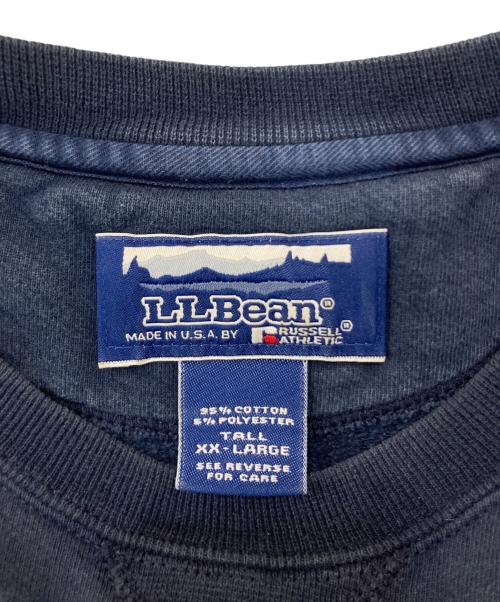 L.L.Bean®
MADE IN U.S.A. BY RUSSELL ATHLETIC®
95% COTTON
5% POLYESTER
TALL
XX-LARGE
SEE REVERSE
FOR CARE